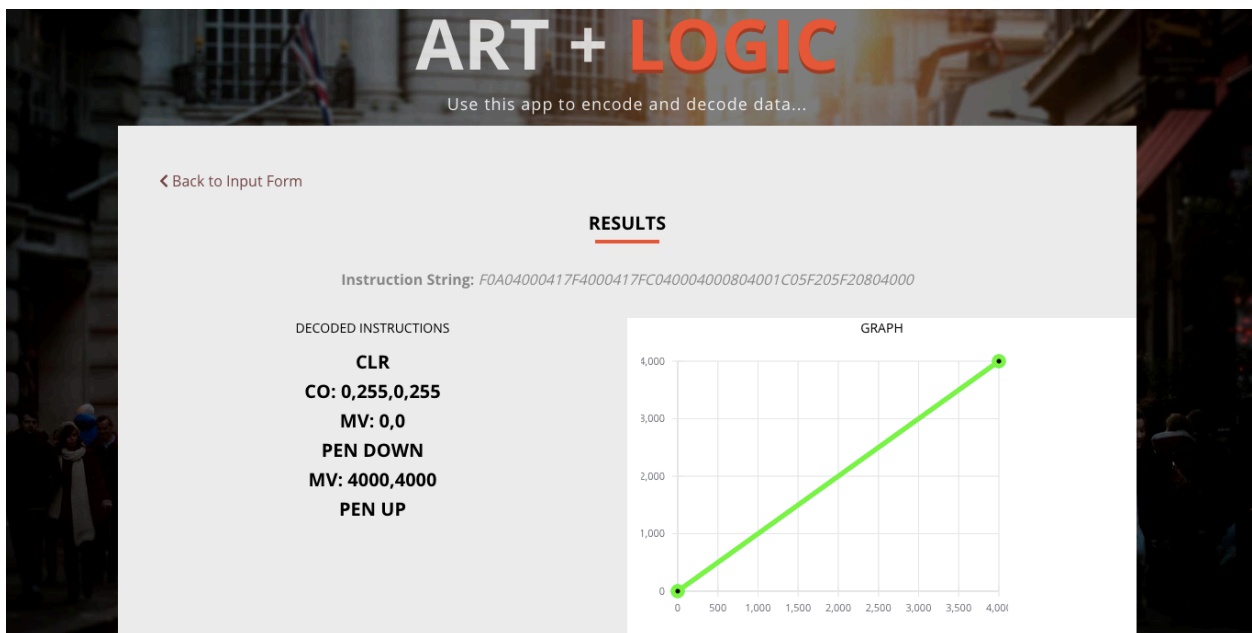 ART + LOGIC
Use this app to encode and decode data...
Back to Input Form
RESULTS
Instruction String: F0A04000417F4000417FC040004000804001C05F205F20804000
DECODED INSTRUCTIONS
CLR
CO: 0,255,0,255
MV: 0,0
PEN DOWN
MV: 4000,4000
PEN UP
GRAPH
4,000
3,000
2,000
1,000
0
0 500 1,000 1,500 2,000 2,500 3,000 3,500 4,000